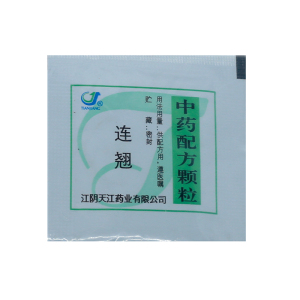 中药配方颗粒
用法用量：供配方用，遵医嘱
贮藏：密封
连翘
江阴天江药业有限公司